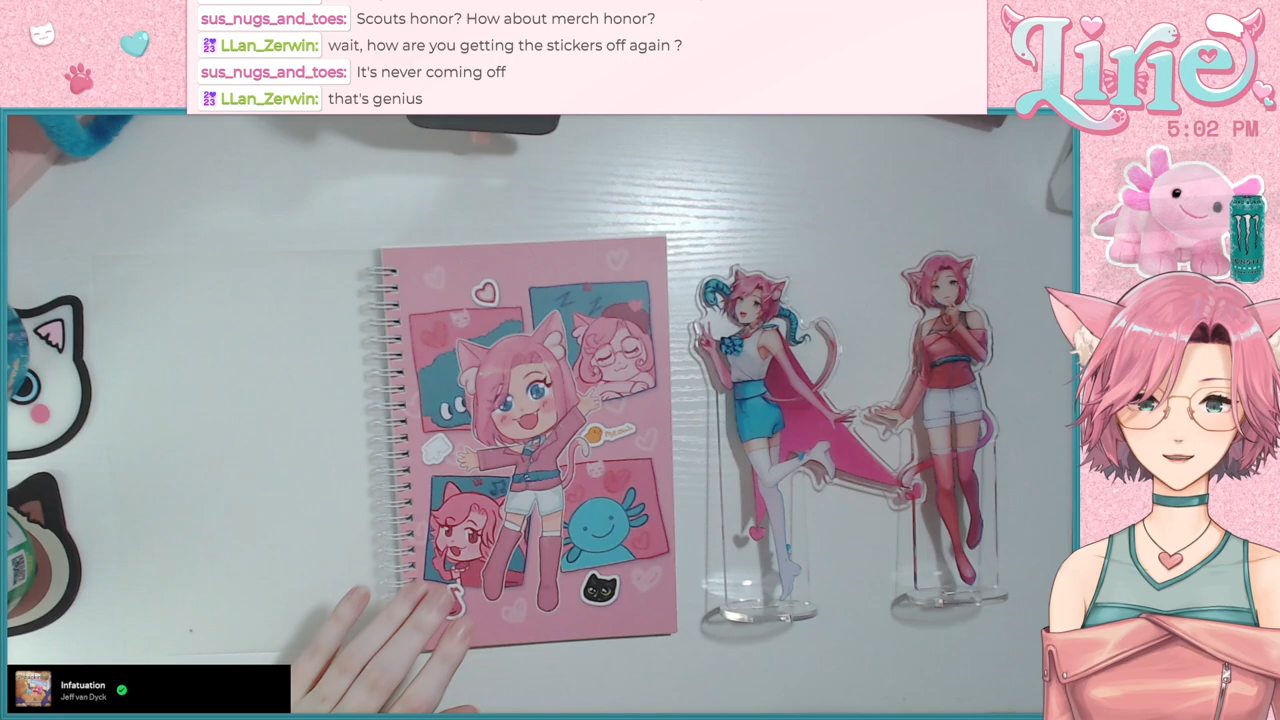 sus_nugs_and_toes: Scouts honor? How about merch honor?
LLan_Zerwin: wait, how are you getting the stickers off again ?
sus_nugs_and_toes: It's never coming off
LLan_Zerwin: that's genius
Lirie
5:02 PM
Infatuation
Jeff van Dyck